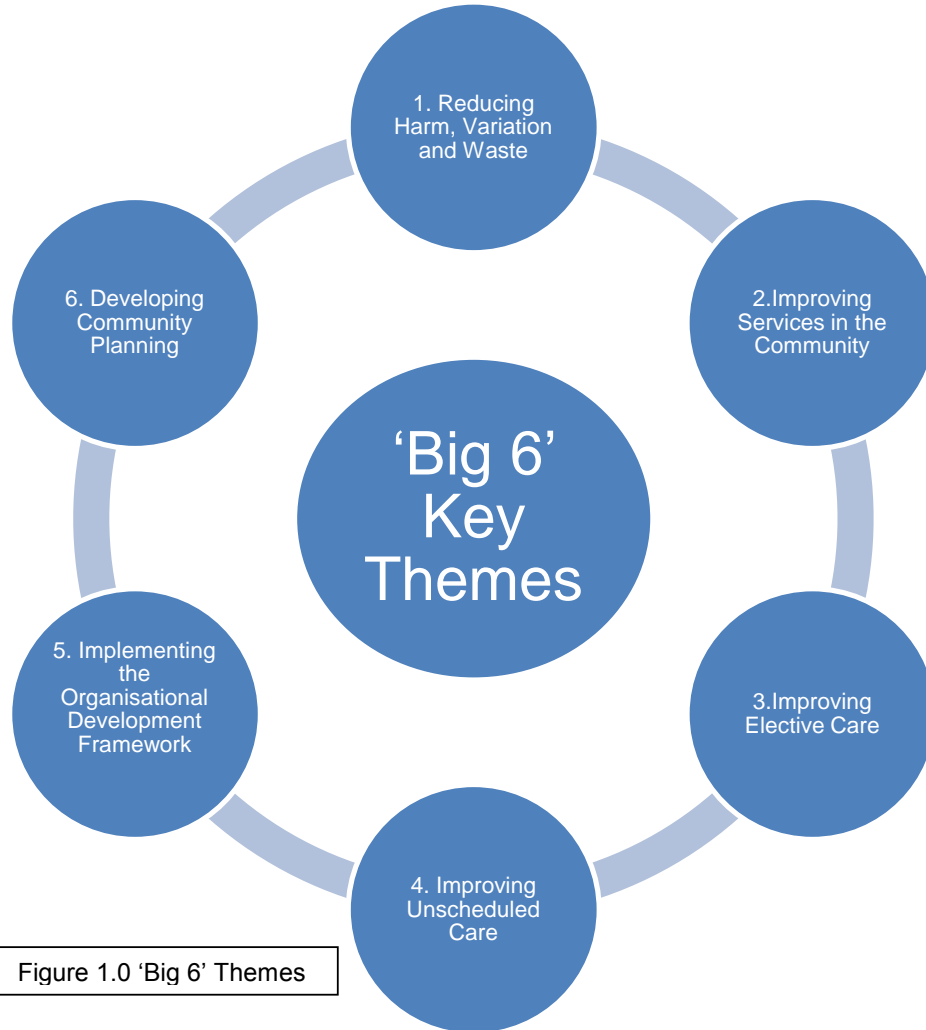 1. Reducing
Harm, Variation
and Waste
2.Improving
Services in the
Community
3.Improving
Elective Care
4. Improving
Unscheduled
Care
5. Implementing
the
Organisational
Development
Framework
6. Developing
Community
Planning
‘Big 6’
Key
Themes
Figure 1.0 ‘Big 6’ Themes